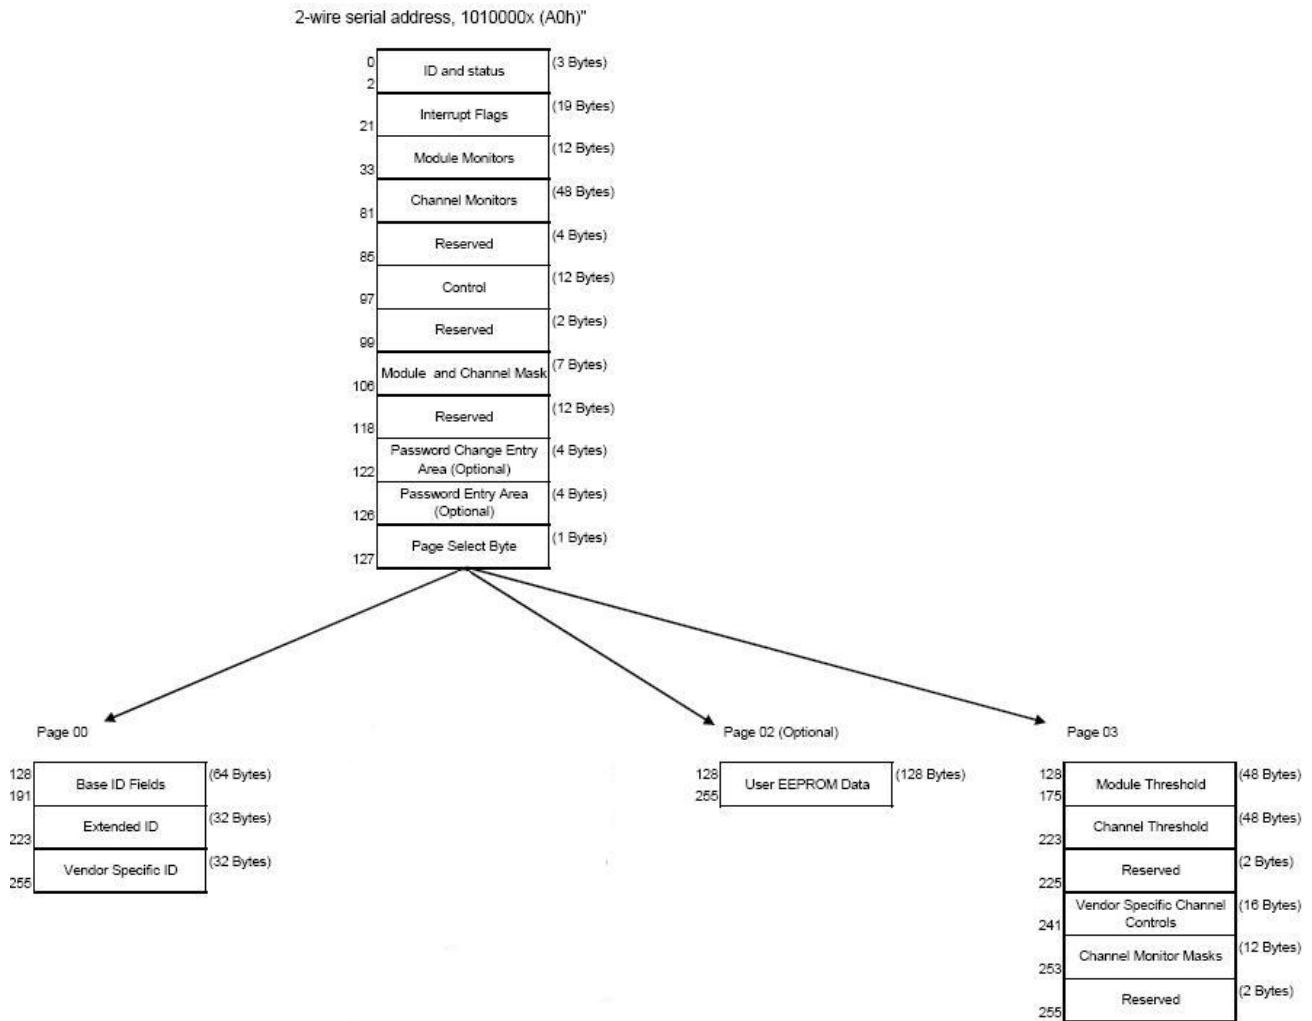 2-wire serial address, 1010000x (A0h)"
0
2
ID and status
(3 Bytes)
21
Interrupt Flags
(19 Bytes)
33
Module Monitors
(12 Bytes)
81
Channel Monitors
(48 Bytes)
85
Reserved
(4 Bytes)
97
Control
(12 Bytes)
99
Reserved
(2 Bytes)
106
Module and Channel Mask
(7 Bytes)
118
Reserved
(12 Bytes)
122
Password Change Entry
Area (Optional)
(4 Bytes)
126
Password Entry Area
(Optional)
(4 Bytes)
127
Page Select Byte
(1 Bytes)
Page 00
128
191
Base ID Fields
(64 Bytes)
223
Extended ID
(32 Bytes)
255
Vendor Specific ID
(32 Bytes)
Page 02 (Optional)
128
255
User EEPROM Data
(128 Bytes)
Page 03
128
175
Module Threshold
(48 Bytes)
223
Channel Threshold
(48 Bytes)
225
Reserved
(2 Bytes)
241
Vendor Specific Channel
Controls
(16 Bytes)
253
Channel Monitor Masks
(12 Bytes)
255
Reserved
(2 Bytes)